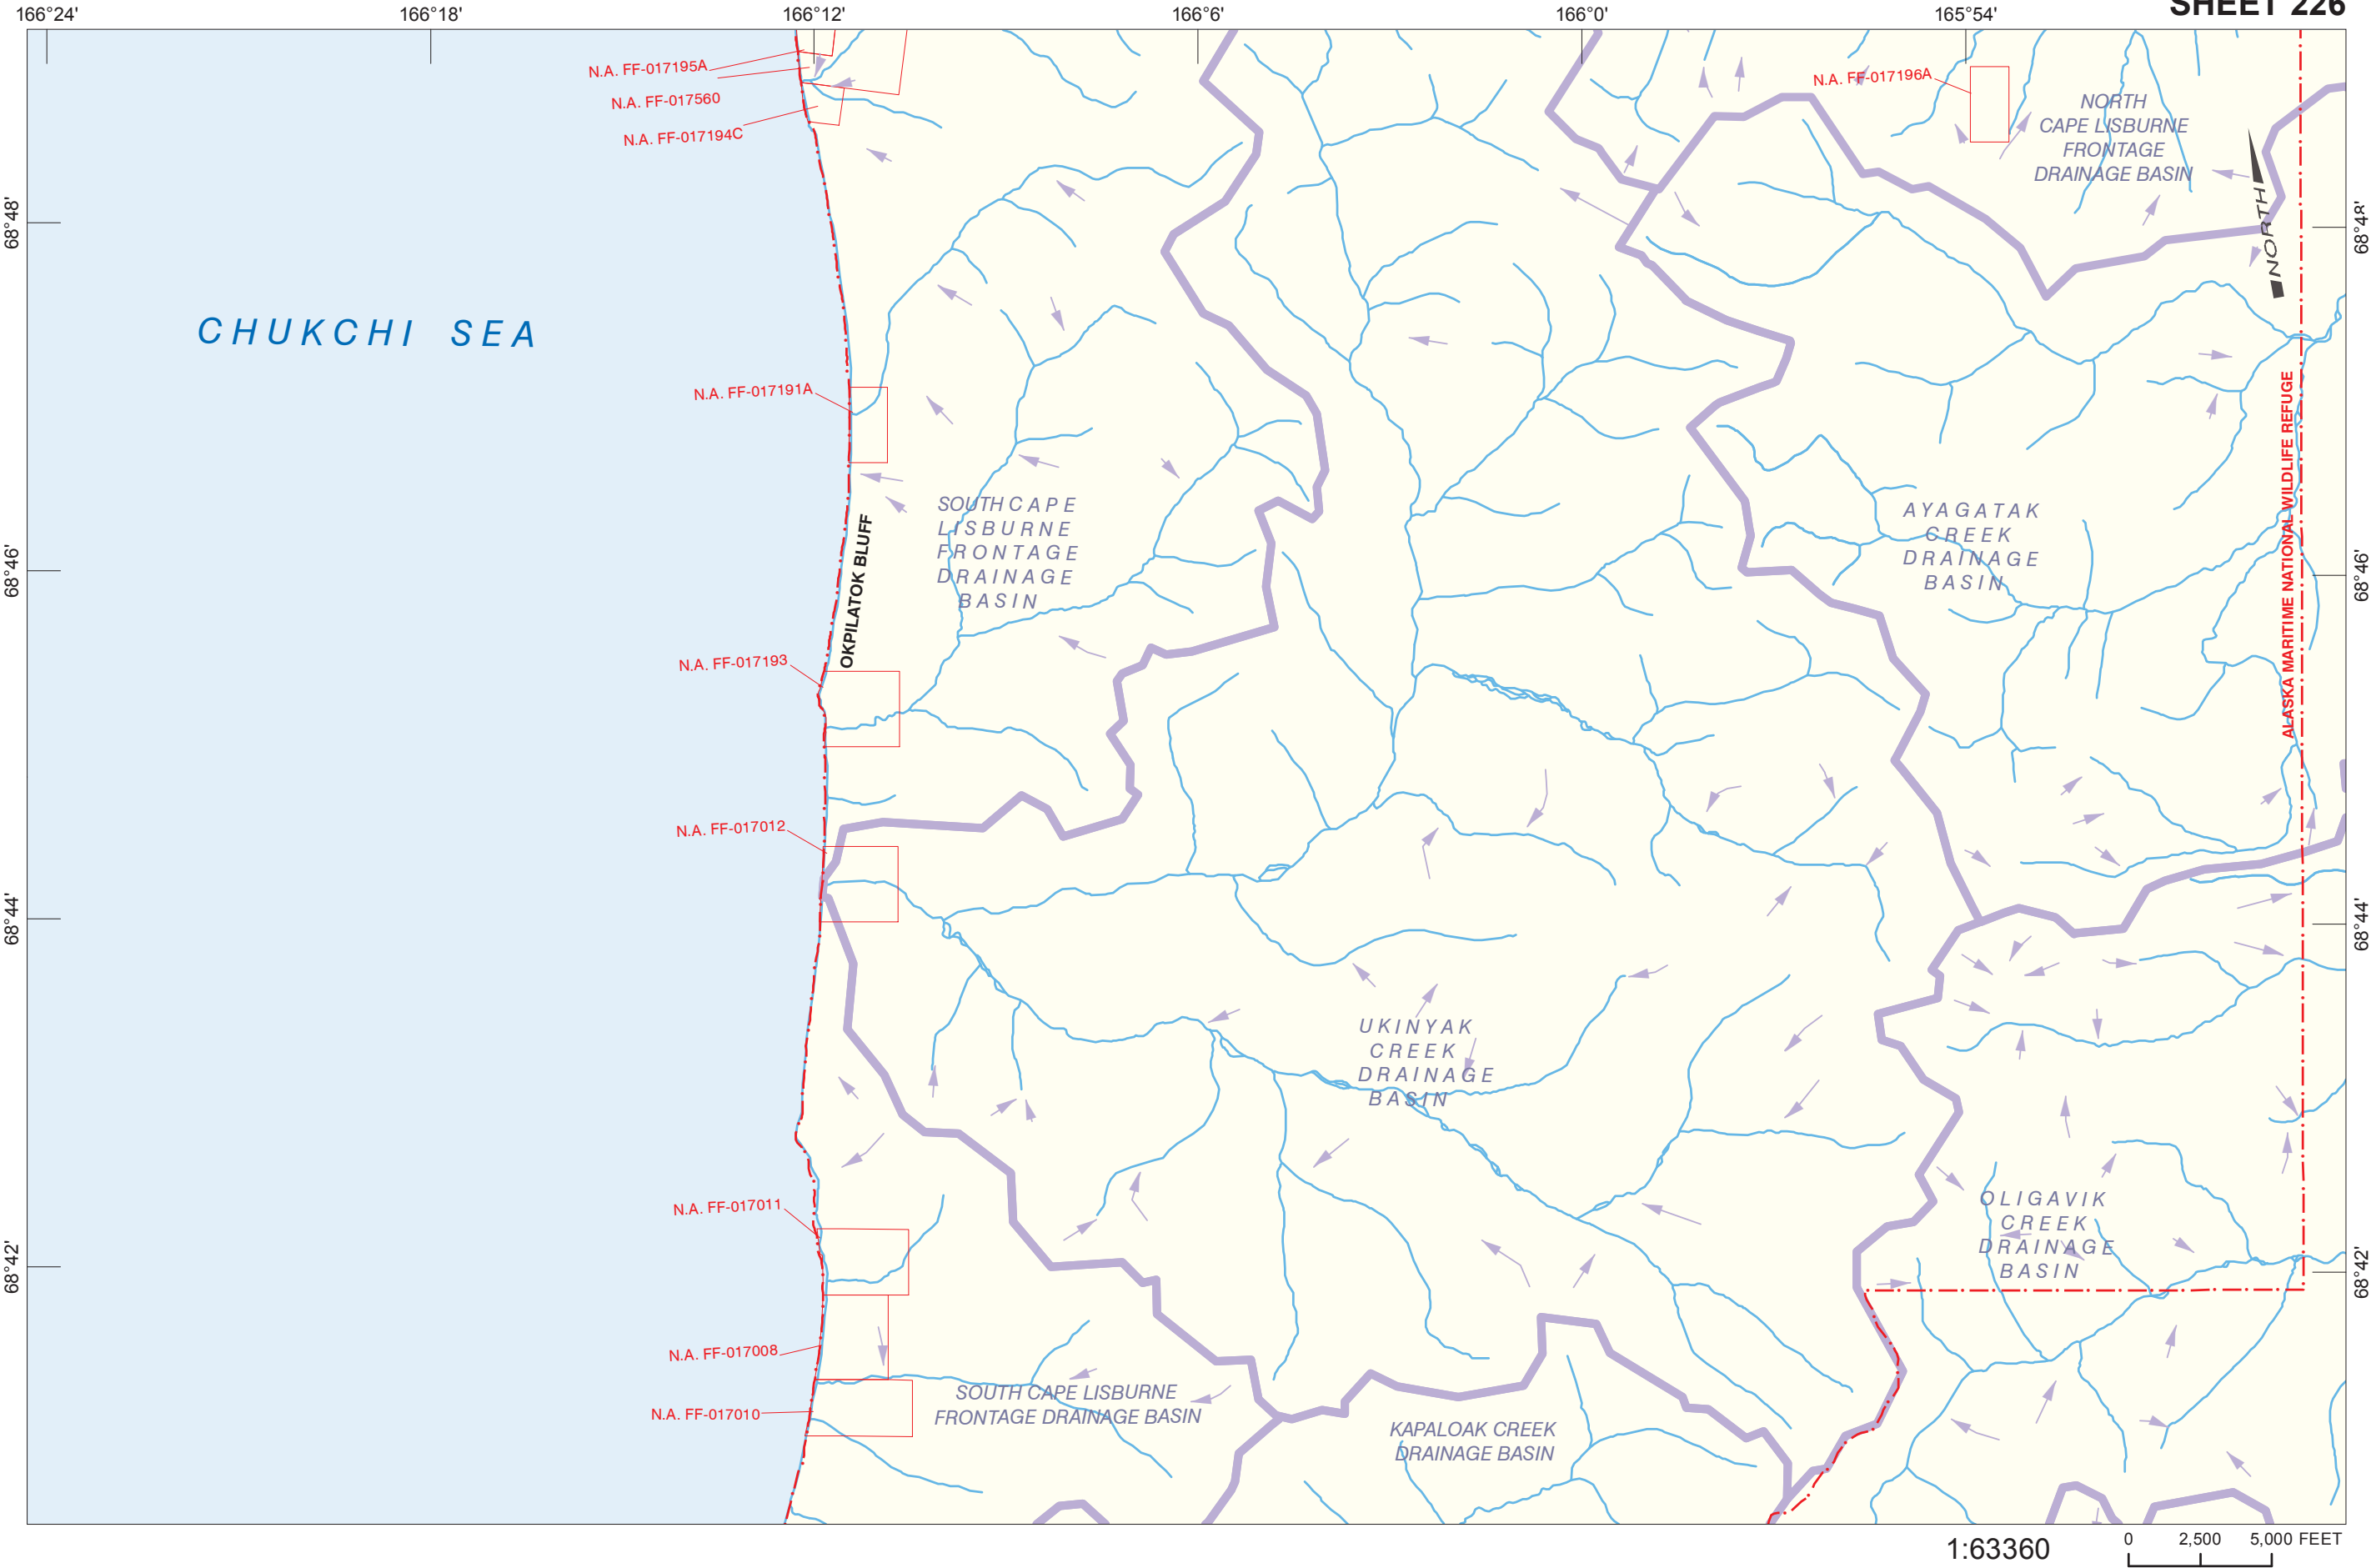 166°24'
166°18'
166°12'
166°6'
166°0'
165°54'
SHEET 226
N.A. FF-017195A
N.A. FF-017560
N.A. FF-017194C
N.A. FF-017196A
NORTH
CAPE LISBURNE
FRONTAGE
DRAINAGE BASIN
NORTH
68°48'
68°48'
CHUKCHI SEA
N.A. FF-017191A
ALASKA MARITIME NATIONAL WILDLIFE REFUGE
SOUTH CAPE
LISBURNE
FRONTAGE
DRAINAGE
BASIN
OKPILATOK BLUFF
AYAGATAK
CREEK
DRAINAGE
BASIN
68°46'
68°46'
N.A. FF-017193
N.A. FF-017012
68°44'
68°44'
UKINYAK
CREEK
DRAINAGE
BASIN
N.A. FF-017011
OLIGAVIK
CREEK
DRAINAGE
BASIN
68°42'
68°42'
N.A. FF-017008
N.A. FF-017010
SOUTH CAPE LISBURNE
FRONTAGE DRAINAGE BASIN
KAPALOAK CREEK
DRAINAGE BASIN
1:63360
0 2,500 5,000 FEET